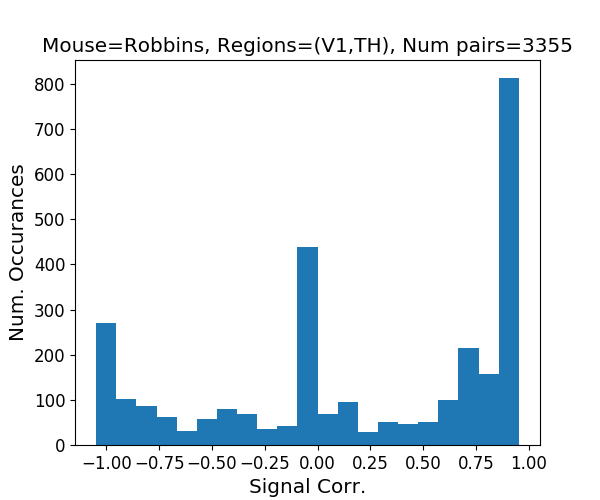 Mouse=Robbins, Regions=(V1,TH), Num pairs=3355
800
700
600
500
400
300
200
100
0
Num. Occurances
−1.00 −0.75 −0.50 −0.25 0.00 0.25 0.50 0.75 1.00
Signal Corr.